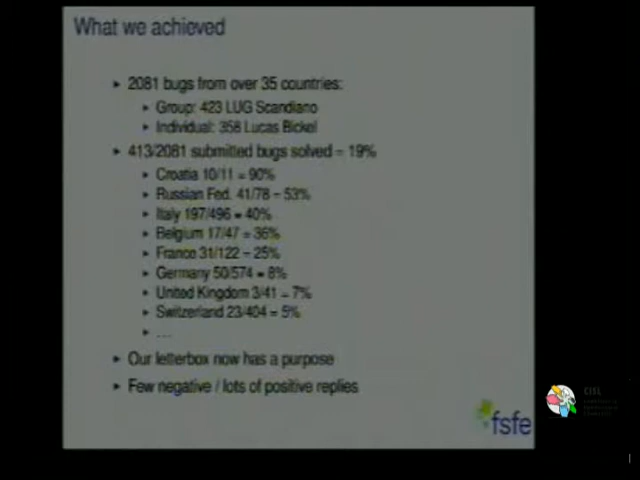 What we achieved
2081 bugs from over 35 countries:
Group: 423 LUG Scandiano
Individual: 358 Lucas Bickel
413/2081 submitted bugs solved = 19%
Croatia 10/11 = 90%
Russian Fed. 41/78 = 53%
Italy 197/496 = 40%
Belgium 17/47 = 36%
France 31/122 = 25%
Germany 50/574 = 8%
United Kingdom 3/41 = 7%
Switzerland 23/404 = 5%
...
Our letterbox now has a purpose
Few negative / lots of positive replies
fsfe
CISL